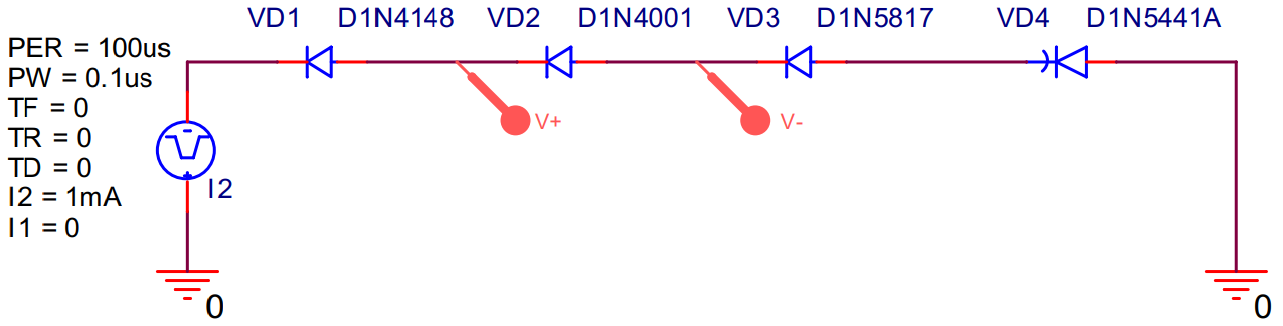 VD1 D1N4148 VD2 D1N4001 VD3 D1N5817 VD4 D1N5441A
PER = 100us
PW = 0.1us
TF = 0
TR = 0
TD = 0
I2 = 1mA
I1 = 0
V+
V-
-
+
I2
0
0